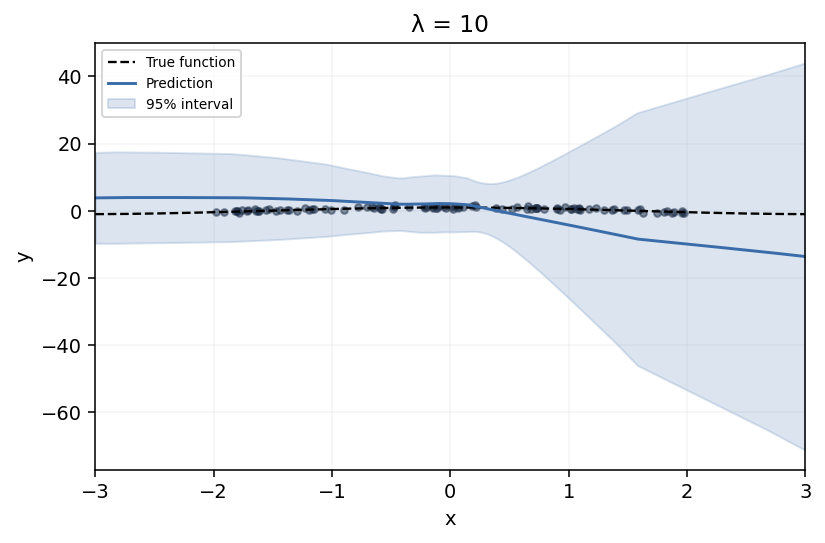 λ = 10
True function
Prediction
95% interval
40
20
0
−20
−40
−60
y
−3
−2
−1
0
1
2
3
x